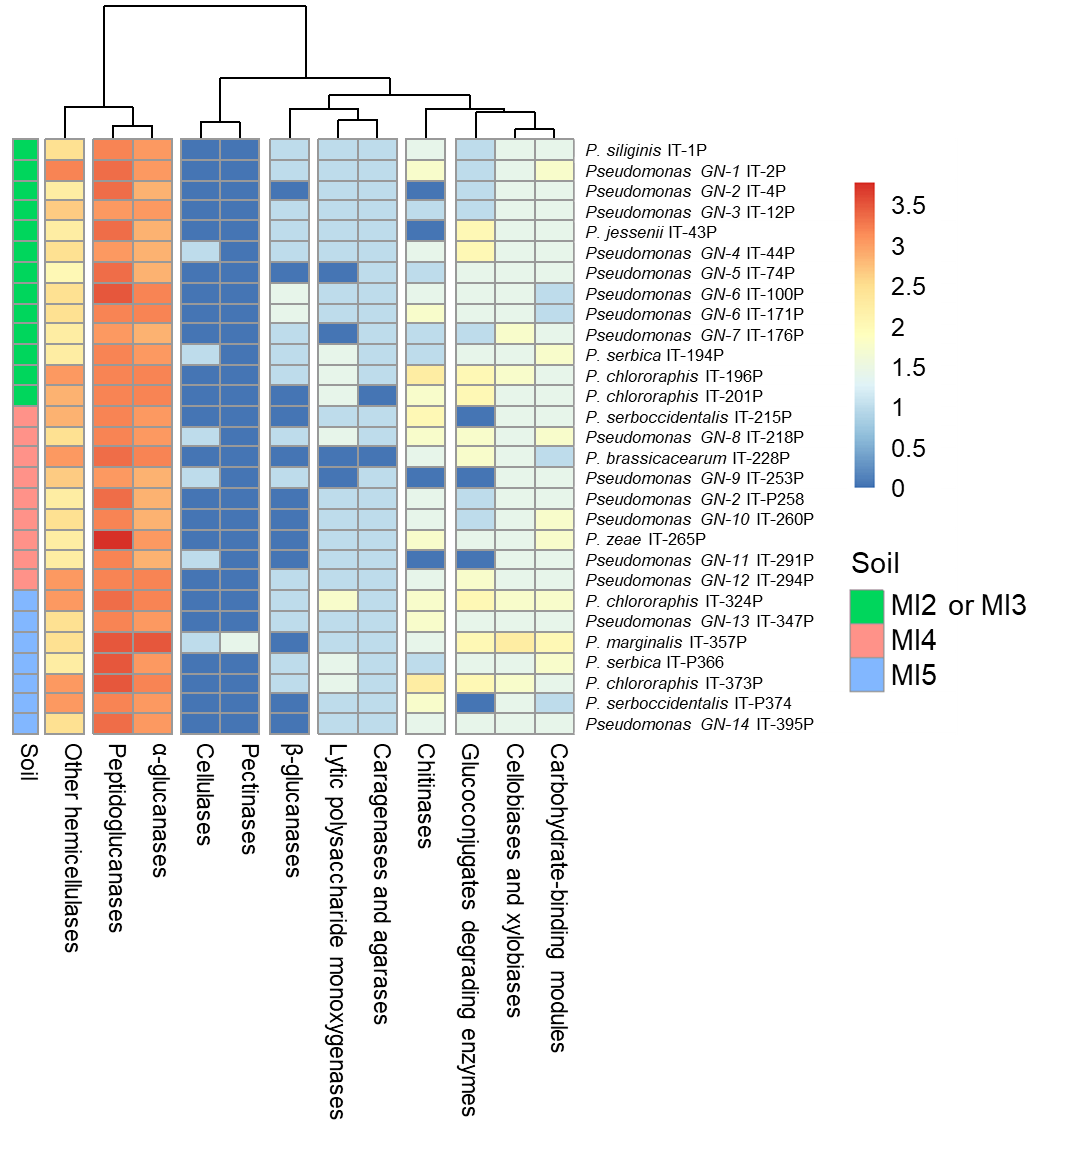 P. siliginis IT-1P
Pseudomonas GN-1 IT-2P
Pseudomonas GN-2 IT-4P
Pseudomonas GN-3 IT-12P
P. jessenii IT-43P
Pseudomonas GN-4 IT-44P
Pseudomonas GN-5 IT-74P
Pseudomonas GN-6 IT-100P
Pseudomonas GN-6 IT-171P
Pseudomonas GN-7 IT-176P
P. serbica IT-194P
P. chlororaphis IT-196P
P. chlororaphis IT-201P
P. serboccidentalis IT-215P
Pseudomonas GN-8 IT-218P
P. brassicacearum IT-228P
Pseudomonas GN-9 IT-253P
Pseudomonas GN-2 IT-P258
Pseudomonas GN-10 IT-260P
P. zeae IT-265P
Pseudomonas GN-11 IT-291P
Pseudomonas GN-12 IT-294P
P. chlororaphis IT-324P
Pseudomonas GN-13 IT-347P
P. marginalis IT-357P
P. serbica IT-P366
P. chlororaphis IT-373P
P. serboccidentalis IT-P374
Pseudomonas GN-14 IT-395P
3.5
3
2.5
2
1.5
1
0.5
0
Soil
MI2 or MI3
MI4
MI5
Soil
Other hemicellulases
Peptidoglucanases
α-glucanases
Cellulases
Pectinases
β-glucanases
Lytic polysaccharide monoxygenases
Caragenases and agarases
Chitinases
Glucoconjugates degrading enzymes
Cellobiases and xylobiases
Carbohydrate-binding modules